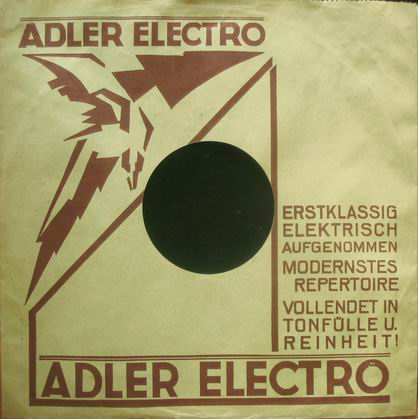 ADLER ELECTRO
ERSTKLASSIG
ELEKTRISCH
AUFGENOMMEN
MODERNSTES
REPERTOIRE
VOLLENDET IN
TONFÜLLE U.
REINHEIT!
ADLER ELECTRO